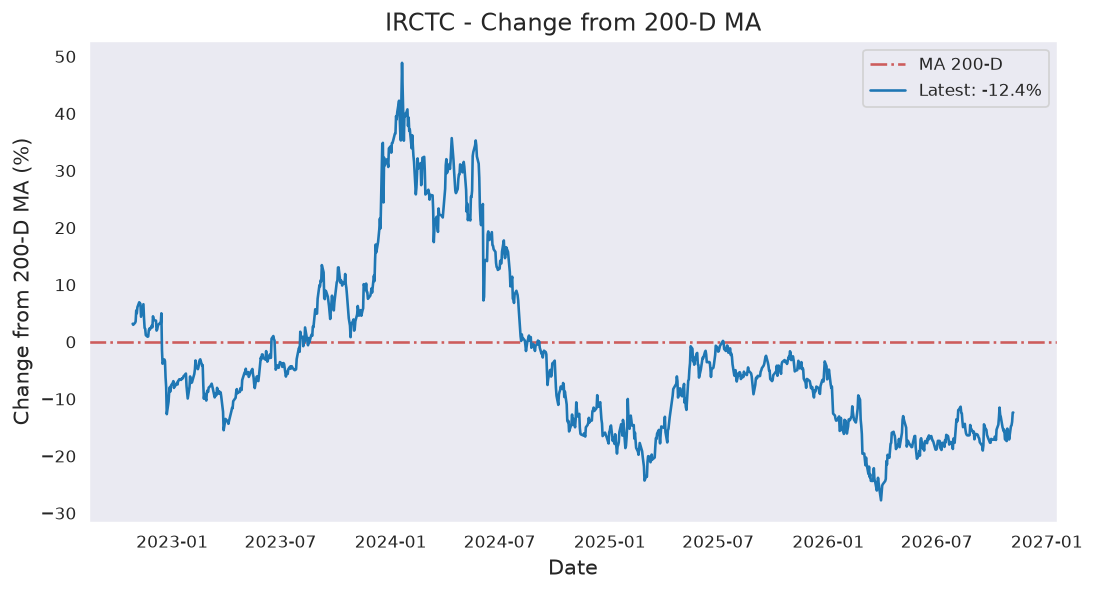 IRCTC - Change from 200-D MA
MA 200-D
Latest: -12.4%
Change from 200-D MA (%)
50
40
30
20
10
0
−10
−20
−30
2023-01 2023-07 2024-01 2024-07 2025-01 2025-07 2026-01 2026-07 2027-01
Date